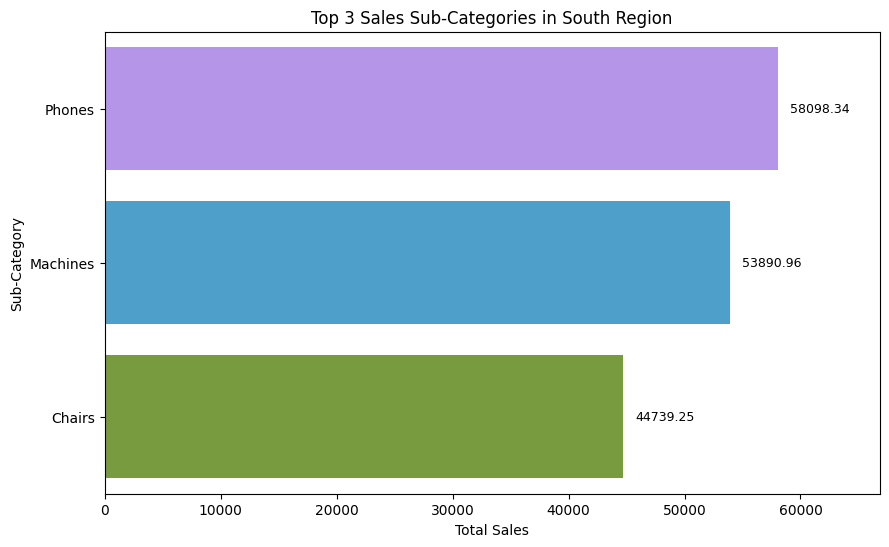 Top 3 Sales Sub-Categories in South Region
Sub-Category
Phones
58098.34
Machines
53890.96
Chairs
44739.25
0 10000 20000 30000 40000 50000 60000
Total Sales